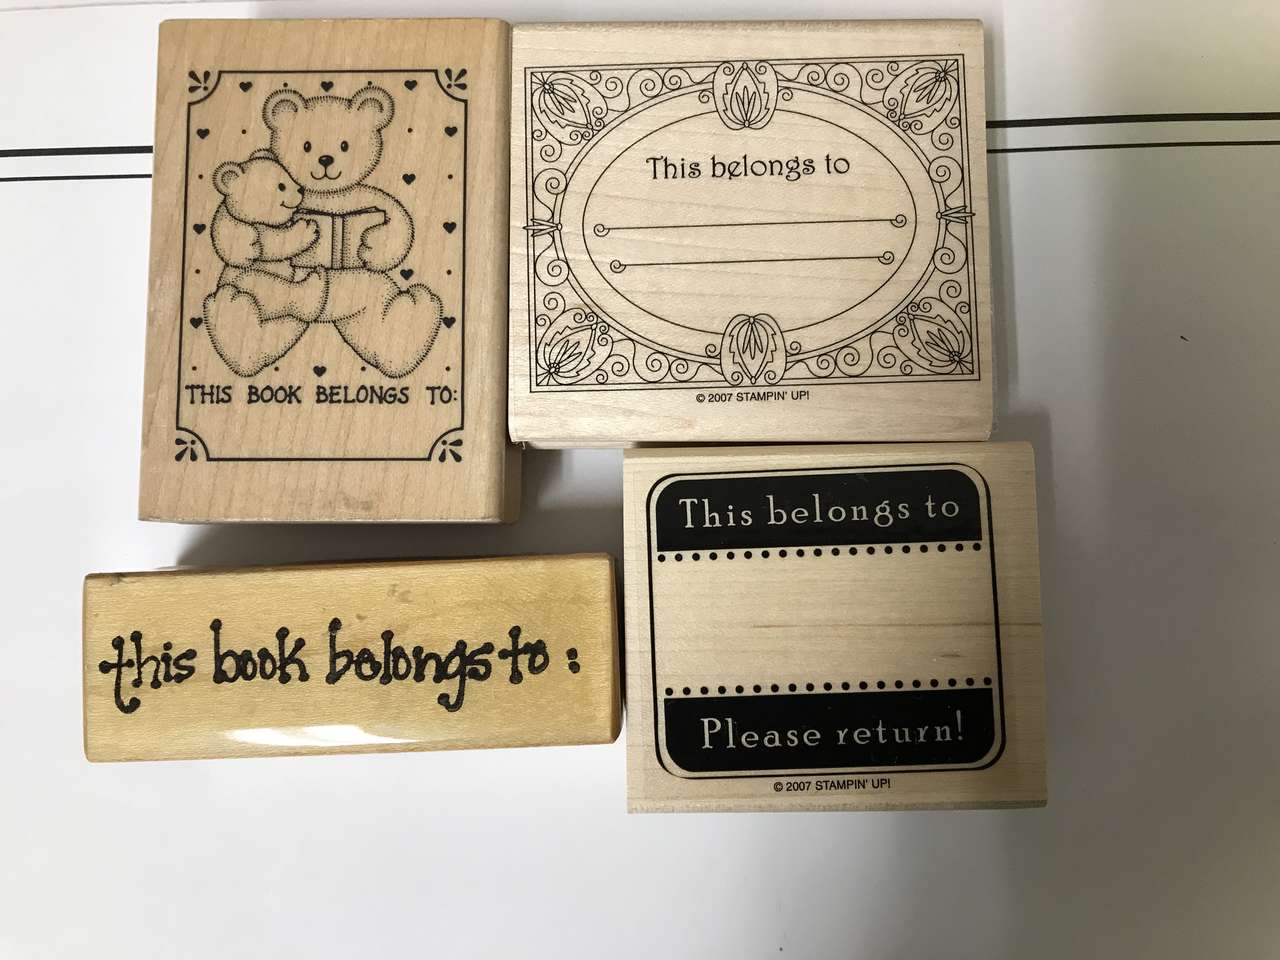 THIS BOOK BELONGS TO:
This belongs to
© 2007 STAMPIN' UP!
this book belongs to:
This belongs to
Please return!
© 2007 STAMPIN' UP!